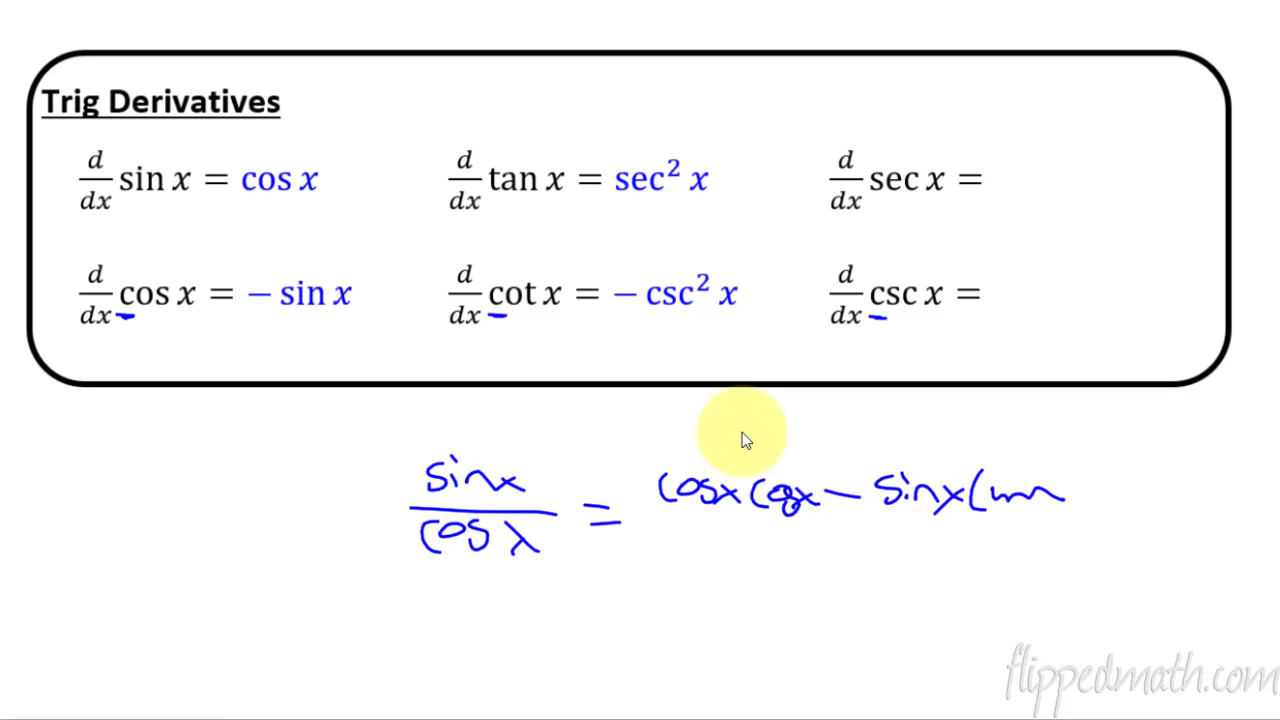 Trig Derivatives
d/dx sin x = cos x    d/dx tan x = sec² x    d/dx sec x =
d/dx cos x = − sin x    d/dx cot x = − csc² x    d/dx csc x =
sinx/cos x = cosx cosx − sinx(
flippedmath.com